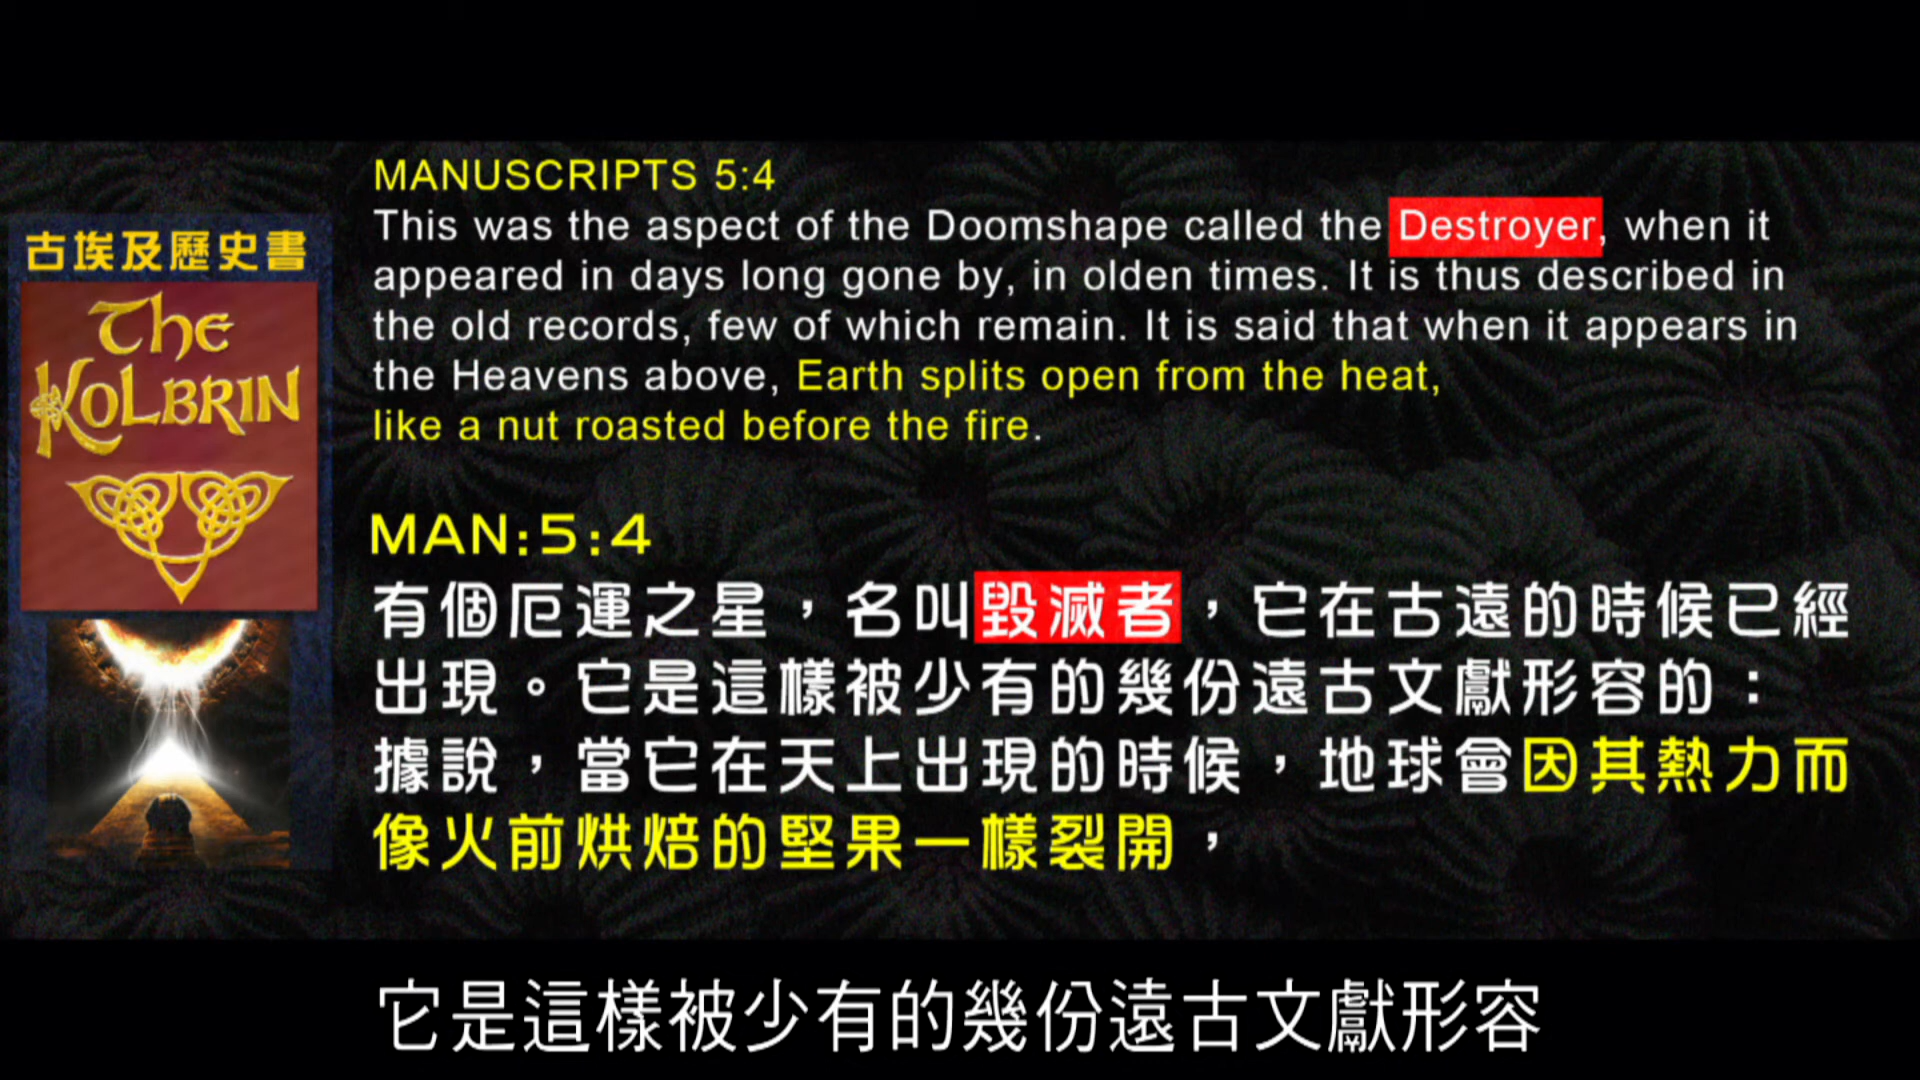 MANUSCRIPTS 5:4
This was the aspect of the Doomshape called the Destroyer, when it
appeared in days long gone by, in olden times. It is thus described in
the old records, few of which remain. It is said that when it appears in
the Heavens above, Earth splits open from the heat,
like a nut roasted before the fire.
古埃及歷史書
The
KOLBRIN
MAN:5:4
有個厄運之星，名叫毀滅者，它在古遠的時候已經
出現。它是這樣被少有的幾份遠古文獻形容的：
據說，當它在天上出現的時候，地球會因其熱力而
像火前烘焙的堅果一樣裂開，
它是這樣被少有的幾份遠古文獻形容